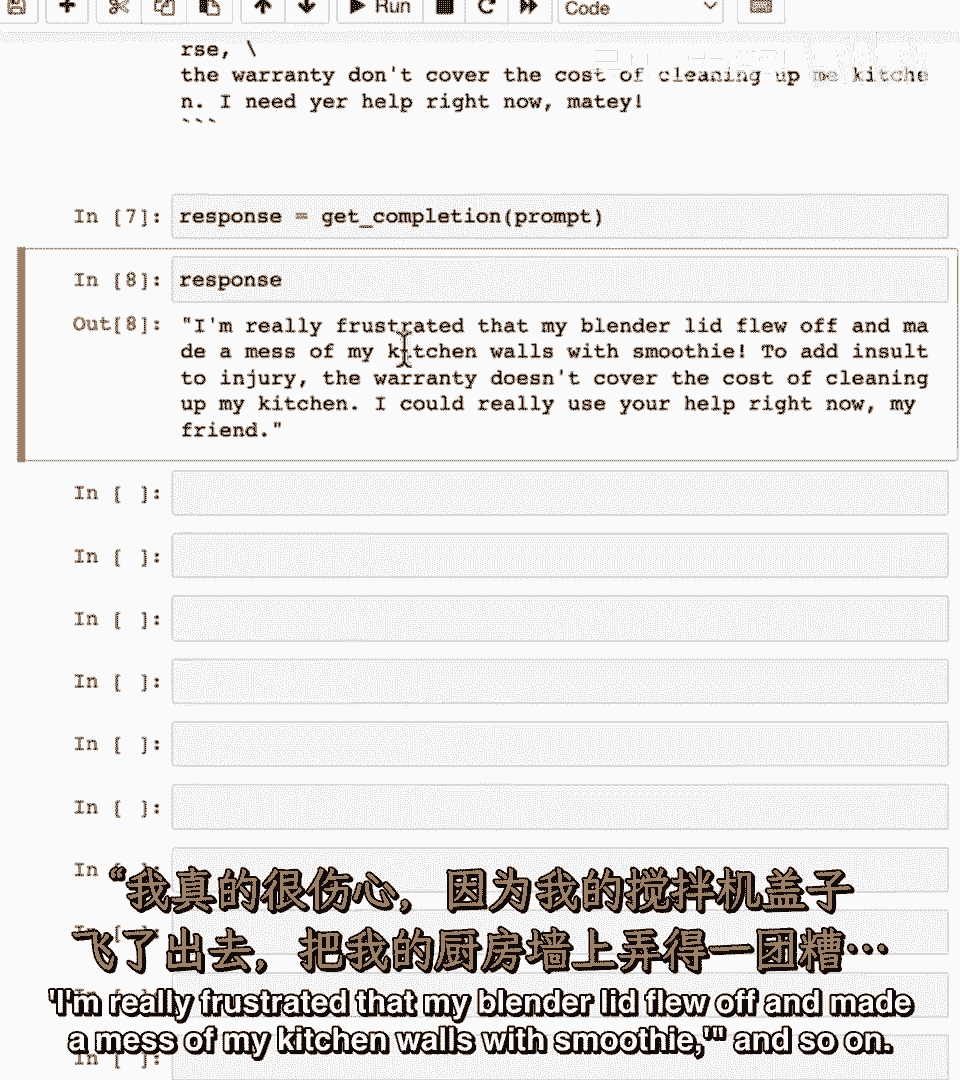 Run
Code
rse, \
the warranty don't cover the cost of cleaning up me kitche
n. I need yer help right now, matey!
```
In [7]: response = get_completion(prompt)
In [8]: response
Out[8]: "I'm really frustrated that my blender lid flew off and ma
de a mess of my kitchen walls with smoothie! To add insult
to injury, the warranty doesn't cover the cost of cleaning
up my kitchen. I could really use your help right now, my
friend."
In [ ]:
In [ ]:
In [ ]:
In [ ]:
In [ ]:
In [ ]:
In [ ]:
“我真的很伤心，因为我的搅拌机盖子
In [ ]:
飞了出去，把我的厨房墙上弄得一团糟…
In [ ]:
'I'm really frustrated that my blender lid flew off and made
a mess of my kitchen walls with smoothie,'" and so on.
In [ ]: